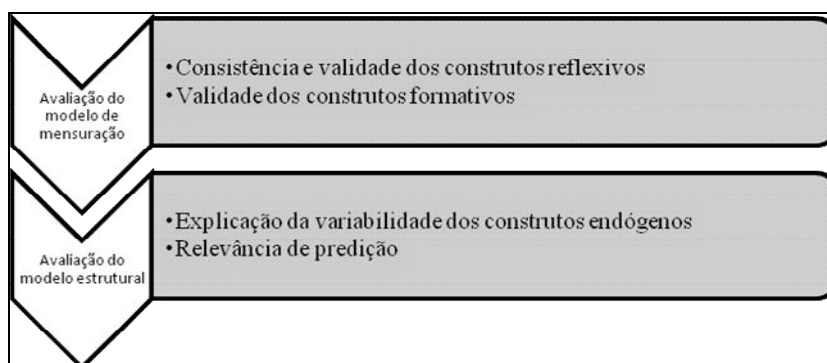 Avaliação do
modelo de
mensuração
•Consistência e validade dos construtos reflexivos
•Validade dos construtos formativos
Avaliação do
modelo estrutural
•Explicação da variabilidade dos construtos endógenos
•Relevância de predição